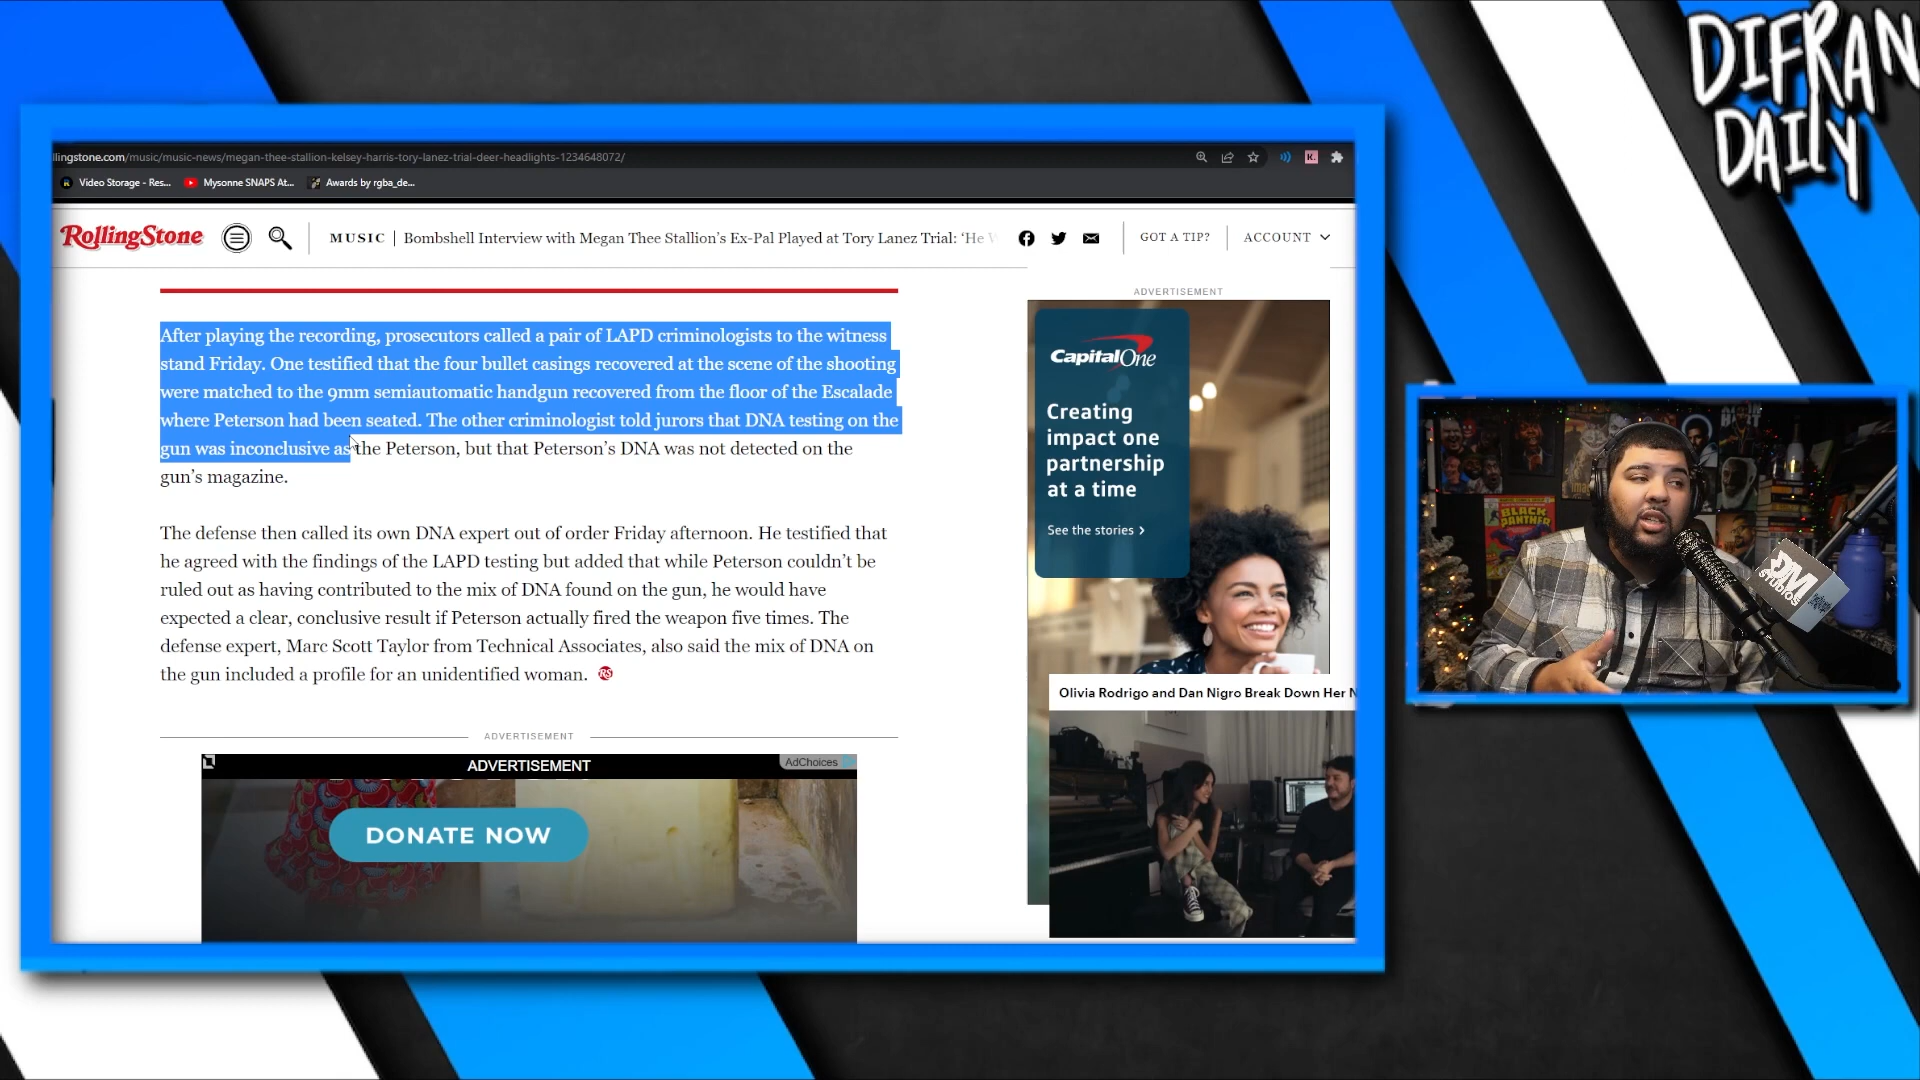 DIFRAN
DAILY
llingstone.com/music/music-news/megan-thee-stallion-kelsey-harris-tory-lanez-trial-deer-headlights-1234648072/
Video Storage - Res...
Mysonne SNAPS At...
Awards by rgba_de...
RollingStone
MUSIC | Bombshell Interview with Megan Thee Stallion's Ex-Pal Played at Tory Lanez Trial: 'He W
GOT A TIP?
ACCOUNT
After playing the recording, prosecutors called a pair of LAPD criminologists to the witness
stand Friday. One testified that the four bullet casings recovered at the scene of the shooting
were matched to the 9mm semiautomatic handgun recovered from the floor of the Escalade
where Peterson had been seated. The other criminologist told jurors that DNA testing on the
gun was inconclusive as the Peterson, but that Peterson's DNA was not detected on the
gun's magazine.
The defense then called its own DNA expert out of order Friday afternoon. He testified that
he agreed with the findings of the LAPD testing but added that while Peterson couldn't be
ruled out as having contributed to the mix of DNA found on the gun, he would have
expected a clear, conclusive result if Peterson actually fired the weapon five times. The
defense expert, Marc Scott Taylor from Technical Associates, also said the mix of DNA on
the gun included a profile for an unidentified woman. RS
ADVERTISEMENT
ADVERTISEMENT
AdChoices
DONATE NOW
ADVERTISEMENT
CapitalOne
Creating
impact one
partnership
at a time
See the stories ›
Olivia Rodrigo and Dan Nigro Break Down Her N
BLACK
PANTHER
DM
STUDIOS